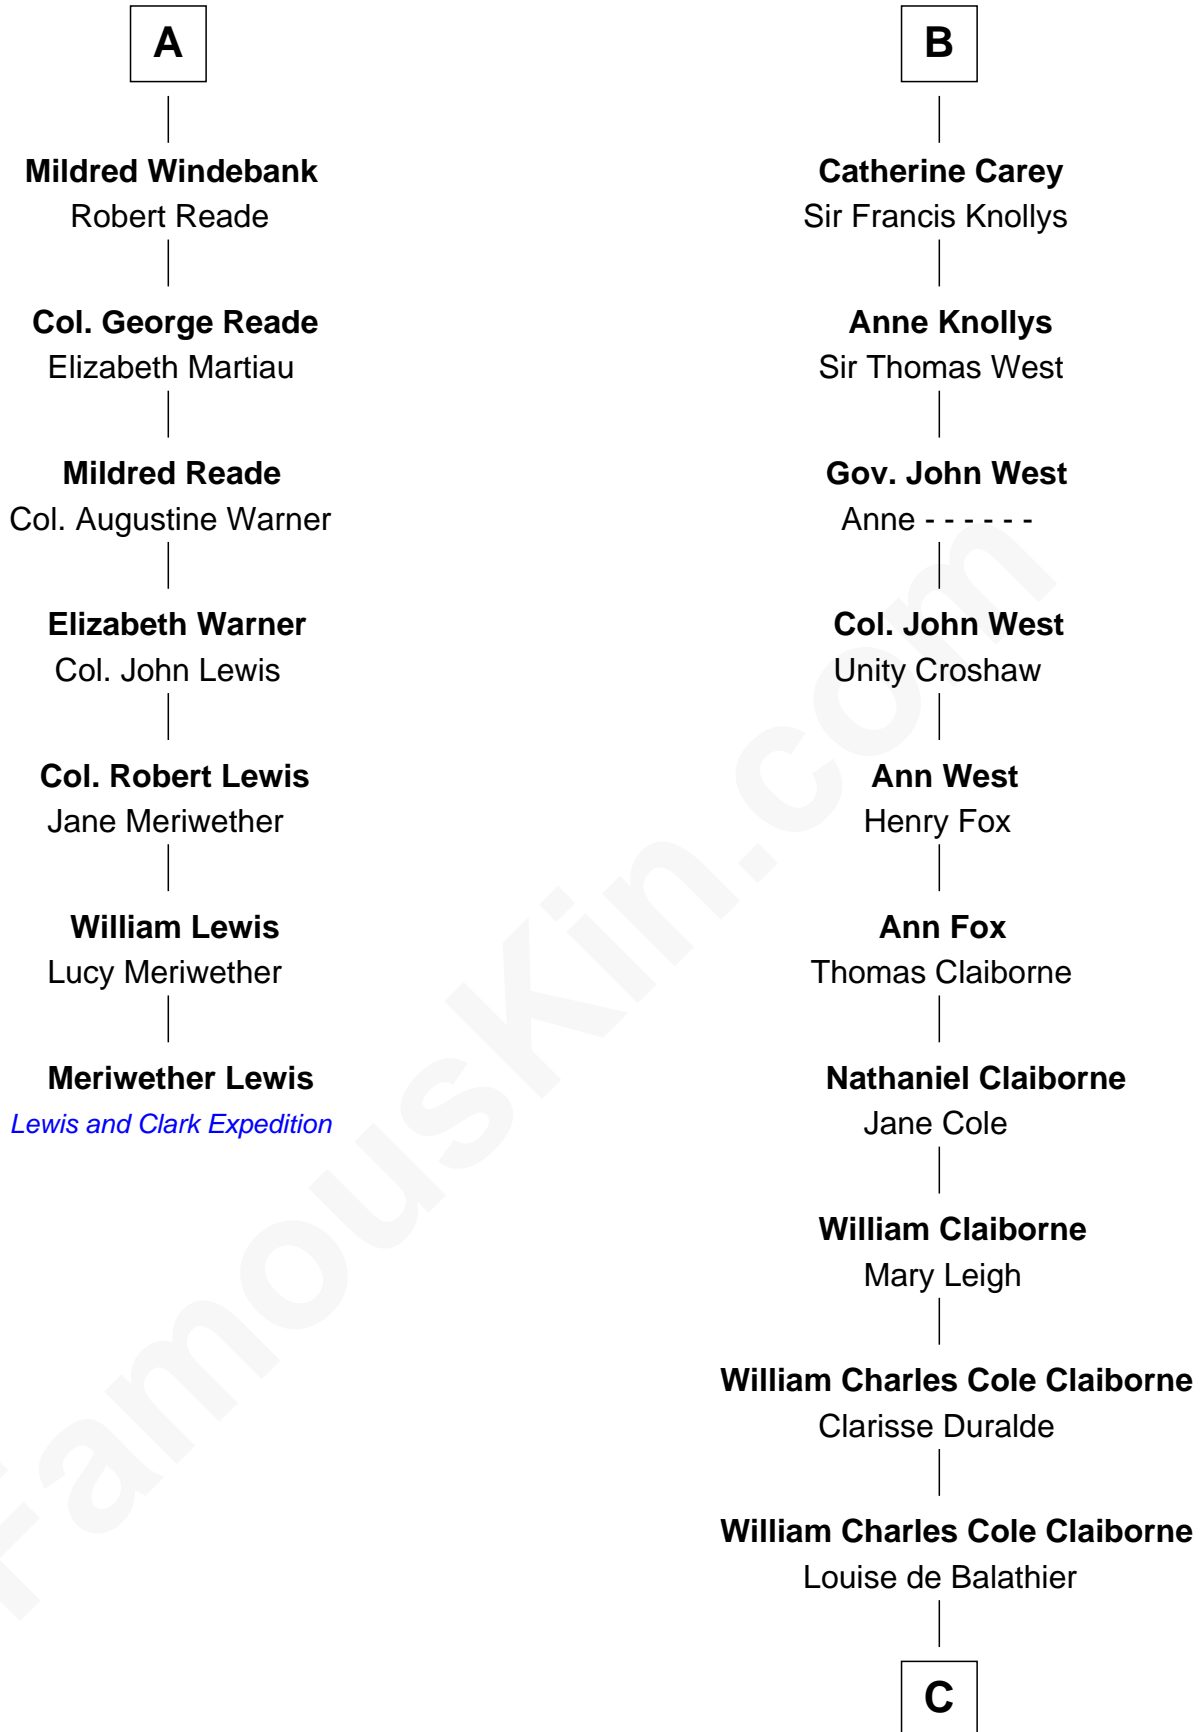 A
Mildred Windebank
Robert Reade
Col. George Reade
Elizabeth Martiau
Mildred Reade
Col. Augustine Warner
Elizabeth Warner
Col. John Lewis
Col. Robert Lewis
Jane Meriwether
William Lewis
Lucy Meriwether
Meriwether Lewis
Lewis and Clark Expedition
B
Catherine Carey
Sir Francis Knollys
Anne Knollys
Sir Thomas West
Gov. John West
Anne - - - - - -
Col. John West
Unity Croshaw
Ann West
Henry Fox
Ann Fox
Thomas Claiborne
Nathaniel Claiborne
Jane Cole
William Claiborne
Mary Leigh
William Charles Cole Claiborne
Clarisse Duralde
William Charles Cole Claiborne
Louise de Balathier
C
FamousKin.com